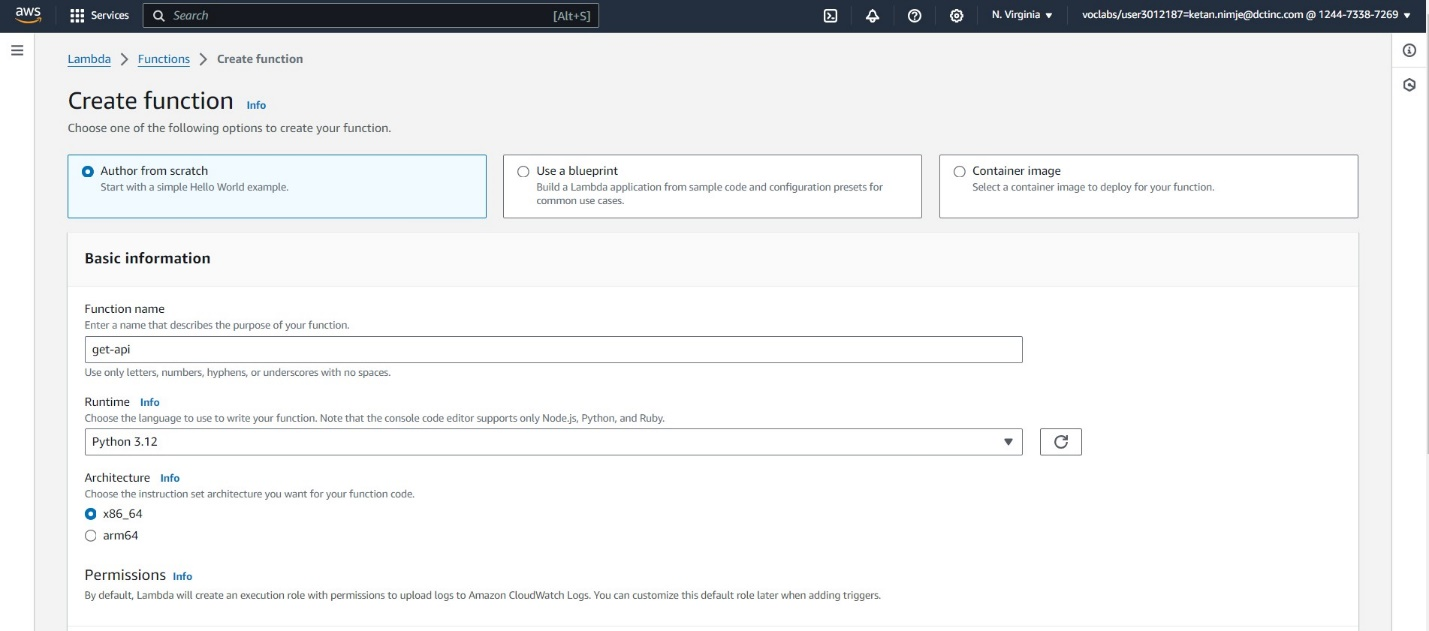 aws
Services
Search [Alt+S]
N. Virginia
voclabs/user3012187=ketan.nimje@dctinc.com @ 1244-7338-7269
Lambda > Functions > Create function
Create function Info
Choose one of the following options to create your function.
Author from scratch
Start with a simple Hello World example.
Use a blueprint
Build a Lambda application from sample code and configuration presets for
common use cases.
Container image
Select a container image to deploy for your function.
Basic information
Function name
Enter a name that describes the purpose of your function.
get-api
Use only letters, numbers, hyphens, or underscores with no spaces.
Runtime Info
Choose the language to use to write your function. Note that the console code editor supports only Node.js, Python, and Ruby.
Python 3.12
Architecture Info
Choose the instruction set architecture you want for your function code.
x86_64
arm64
Permissions Info
By default, Lambda will create an execution role with permissions to upload logs to Amazon CloudWatch Logs. You can customize this default role later when adding triggers.